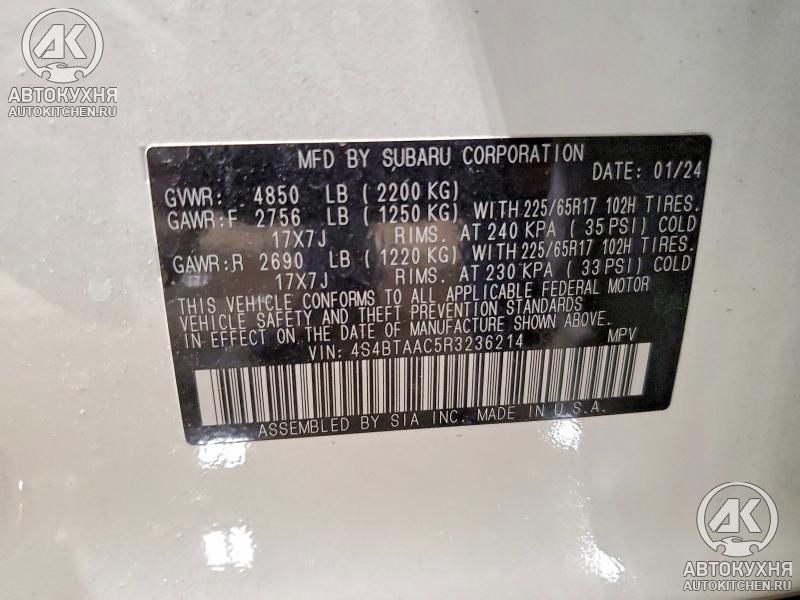 AK
АВТОКУХНЯ
AUTOKITCHEN.RU
MFD BY SUBARU CORPORATION DATE: 01/24
GVWR: 4850 LB (2200 KG)
GAWR:F 2756 LB (1250 KG) WITH 225/65R17 102H TIRES.
17X7J RIMS. AT 240 KPA (35 PSI) COLD
GAWR:R 2690 LB (1220 KG) WITH 225/65R17 102H TIRES.
17X7J RIMS. AT 230 KPA (33 PSI) COLD
THIS VEHICLE CONFORMS TO ALL APPLICABLE FEDERAL MOTOR
VEHICLE SAFETY AND THEFT PREVENTION STANDARDS
IN EFFECT ON THE DATE OF MANUFACTURE SHOWN ABOVE.
VIN: 4S4BTAAC5R3236214 MPV
ASSEMBLED BY SIA INC. MADE IN U.S.A.
AK
АВТОКУХНЯ
AUTOKITCHEN.RU